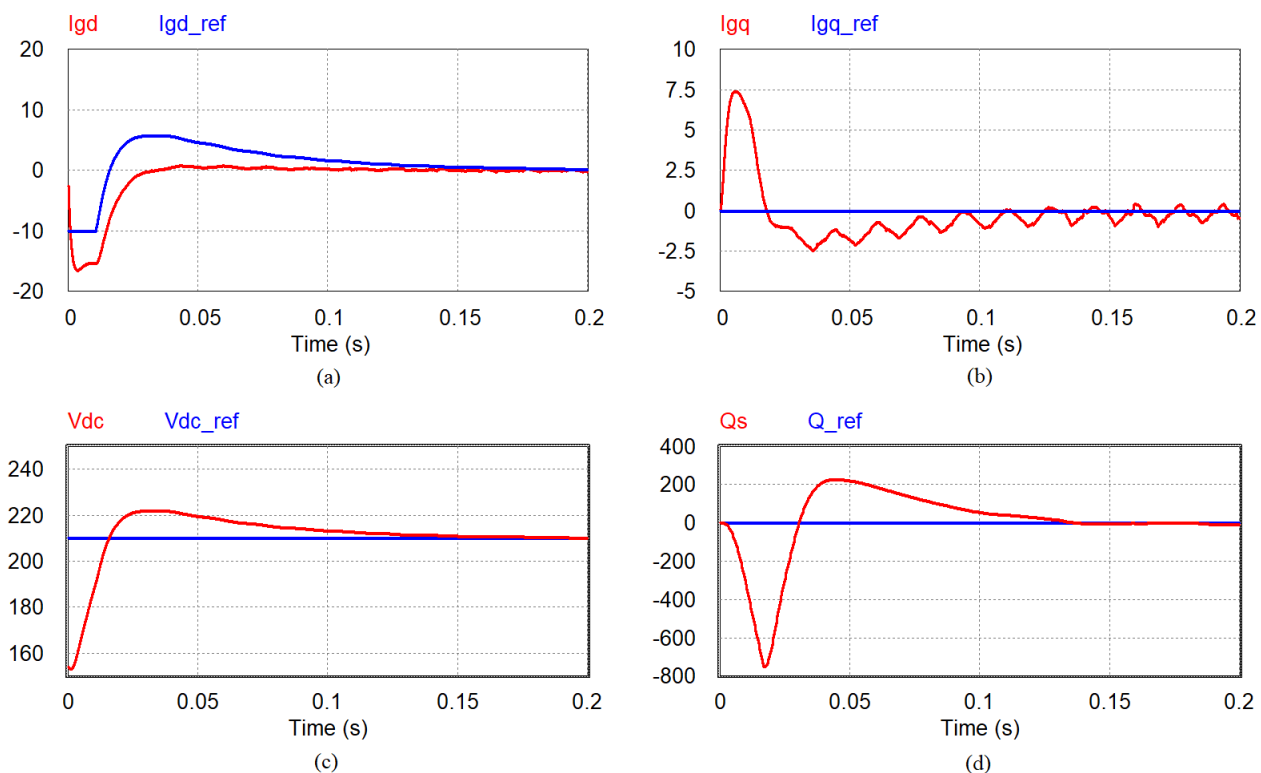 Igd Igd_ref
20
10
0
-10
-20
0 0.05 0.1 0.15 0.2
Time (s)
(a)
Igq Igq_ref
10
7.5
5
2.5
0
-2.5
-5
0 0.05 0.1 0.15 0.2
Time (s)
(b)
Vdc Vdc_ref
240
220
200
180
160
0 0.05 0.1 0.15 0.2
Time (s)
(c)
Qs Q_ref
400
200
0
-200
-400
-600
-800
0 0.05 0.1 0.15 0.2
Time (s)
(d)